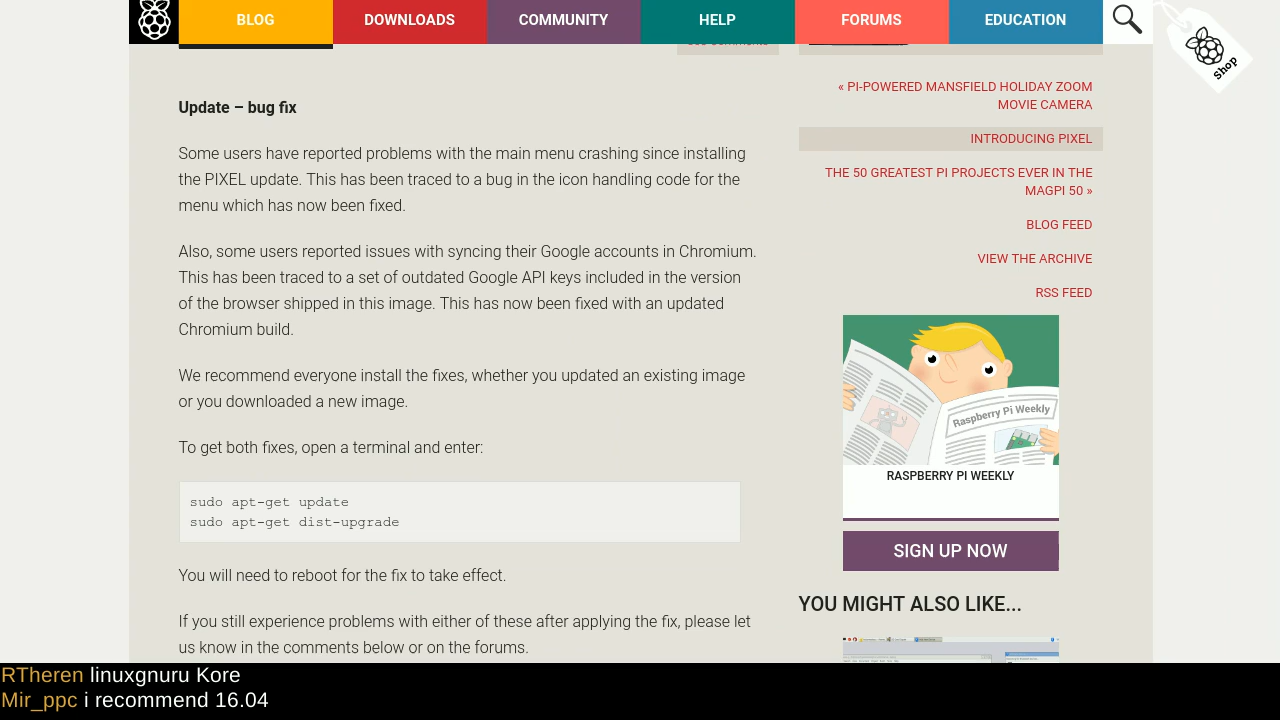 BLOG
DOWNLOADS
COMMUNITY
HELP
FORUMS
EDUCATION
shop
Update – bug fix
Some users have reported problems with the main menu crashing since installing
the PIXEL update. This has been traced to a bug in the icon handling code for the
menu which has now been fixed.
Also, some users reported issues with syncing their Google accounts in Chromium.
This has been traced to a set of outdated Google API keys included in the version
of the browser shipped in this image. This has now been fixed with an updated
Chromium build.
We recommend everyone install the fixes, whether you updated an existing image
or you downloaded a new image.
To get both fixes, open a terminal and enter:
sudo apt-get update
sudo apt-get dist-upgrade
You will need to reboot for the fix to take effect.
If you still experience problems with either of these after applying the fix, please let
us know in the comments below or on the forums.
« PI-POWERED MANSFIELD HOLIDAY ZOOM
MOVIE CAMERA
INTRODUCING PIXEL
THE 50 GREATEST PI PROJECTS EVER IN THE
MAGPI 50 »
BLOG FEED
VIEW THE ARCHIVE
RSS FEED
Raspberry Pi Weekly
RASPBERRY PI WEEKLY
SIGN UP NOW
YOU MIGHT ALSO LIKE...
RTheren linuxgnuru Kore
Mir_ppc i recommend 16.04